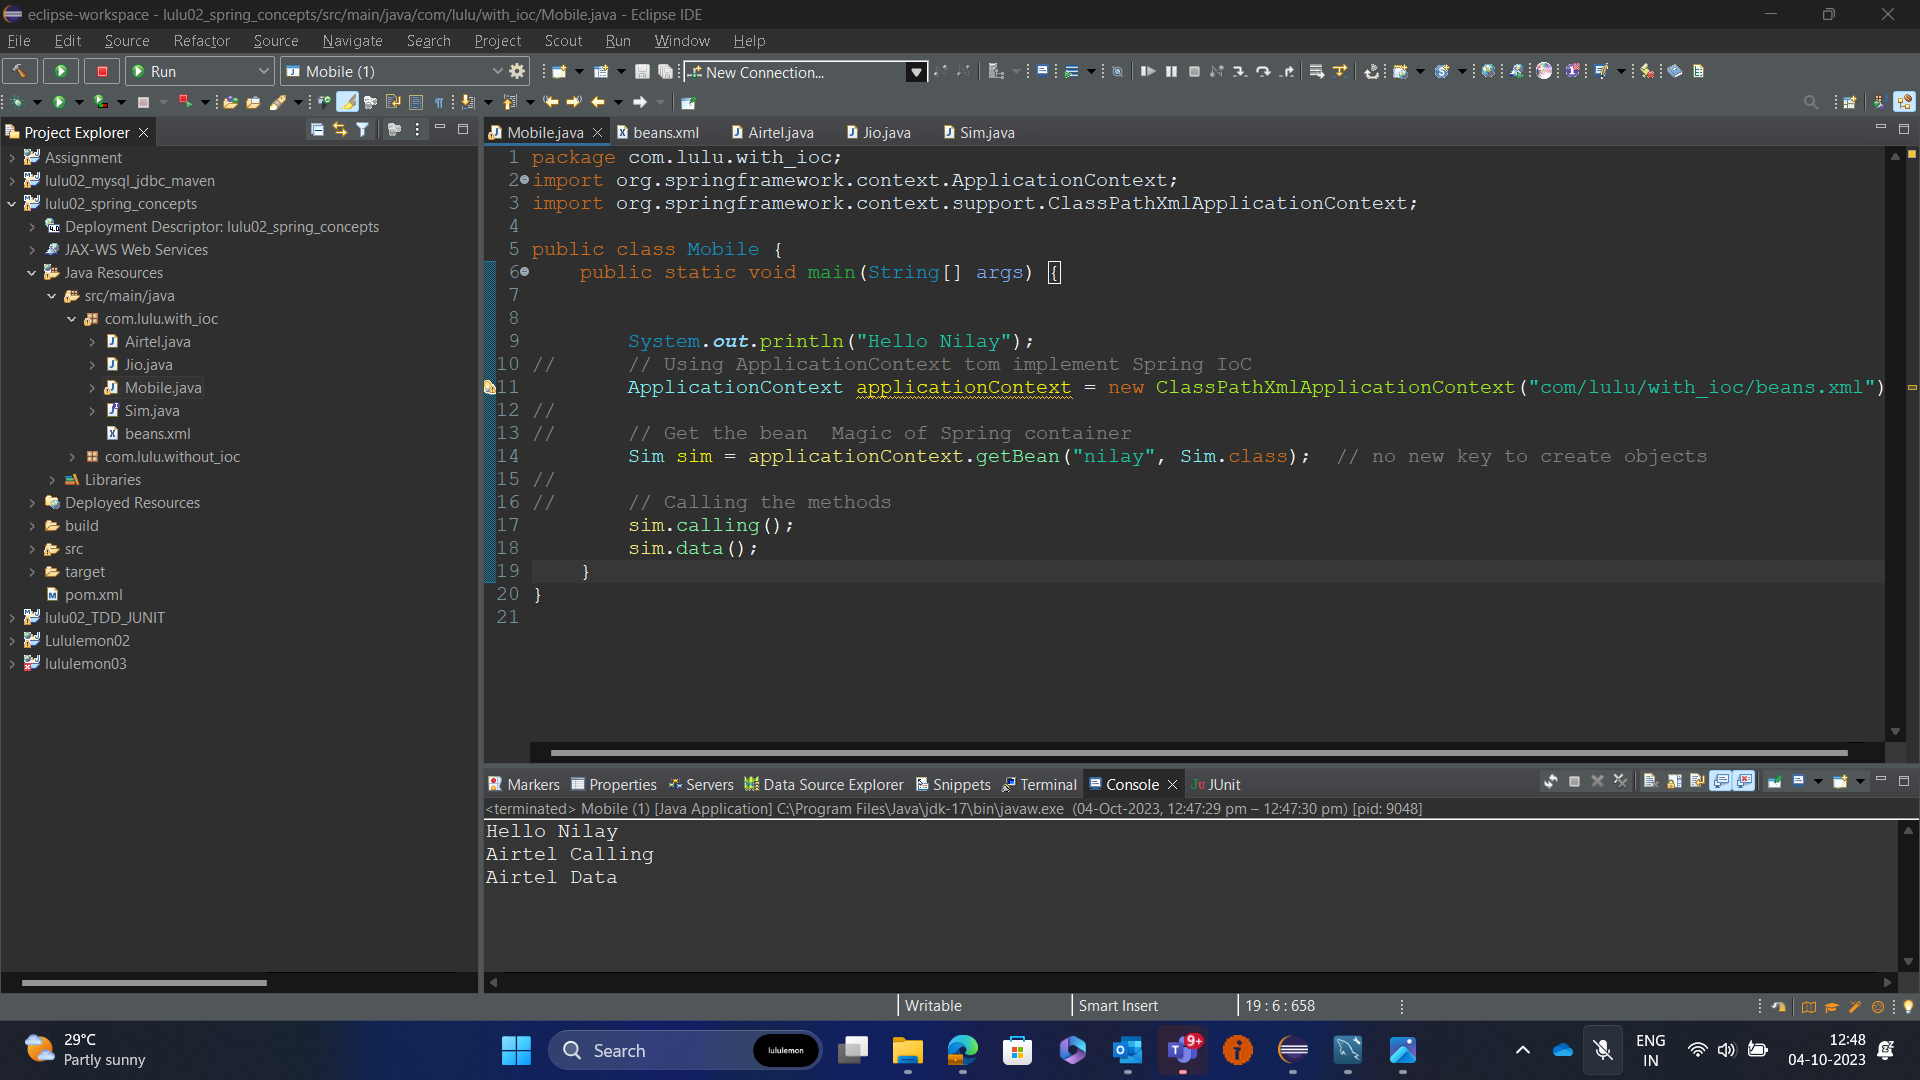 eclipse-workspace - lulu02_spring_concepts/src/main/java/com/lulu/with_ioc/Mobile.java - Eclipse IDE
File Edit Source Refactor Source Navigate Search Project Scout Run Window Help
Run Mobile (1) New Connection...
Project Explorer
Assignment
lulu02_mysql_jdbc_maven
lulu02_spring_concepts
Deployment Descriptor: lulu02_spring_concepts
JAX-WS Web Services
Java Resources
src/main/java
com.lulu.with_ioc
Airtel.java
Jio.java
Mobile.java
Sim.java
beans.xml
com.lulu.without_ioc
Libraries
Deployed Resources
build
src
target
pom.xml
lulu02_TDD_JUNIT
Lululemon02
lululemon03
Mobile.java beans.xml Airtel.java Jio.java Sim.java
1 package com.lulu.with_ioc;
2 import org.springframework.context.ApplicationContext;
3 import org.springframework.context.support.ClassPathXmlApplicationContext;
4
5 public class Mobile {
6 public static void main(String[] args) {
7
8
9 System.out.println("Hello Nilay");
10 // // Using ApplicationContext tom implement Spring IoC
11 ApplicationContext applicationContext = new ClassPathXmlApplicationContext("com/lulu/with_ioc/beans.xml")
12 //
13 // // Get the bean  Magic of Spring container
14 Sim sim = applicationContext.getBean("nilay", Sim.class);  // no new key to create objects
15 //
16 // // Calling the methods
17 sim.calling();
18 sim.data();
19 }
20 }
21
Markers Properties Servers Data Source Explorer Snippets Terminal Console JUnit
<terminated> Mobile (1) [Java Application] C:\Program Files\Java\jdk-17\bin\javaw.exe  (04-Oct-2023, 12:47:29 pm – 12:47:30 pm) [pid: 9048]
Hello Nilay
Airtel Calling
Airtel Data
Writable Smart Insert 19 : 6 : 658
29°C
Partly sunny
Search lululemon
9+
ENG
IN
12:48
04-10-2023